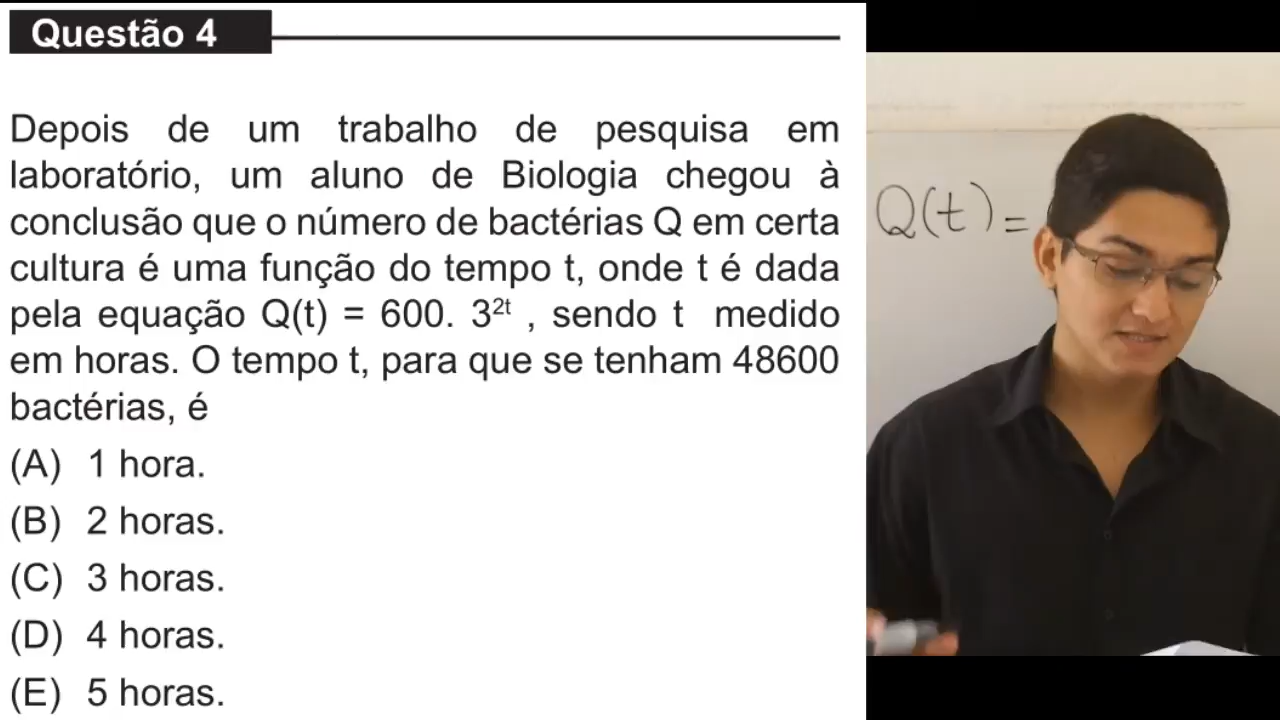 Questão 4
Depois de um trabalho de pesquisa em
laboratório, um aluno de Biologia chegou à
conclusão que o número de bactérias Q em certa
cultura é uma função do tempo t, onde t é dada
pela equação Q(t) = 600. 3²ᵗ , sendo t medido
em horas. O tempo t, para que se tenham 48600
bactérias, é
(A) 1 hora.
(B) 2 horas.
(C) 3 horas.
(D) 4 horas.
(E) 5 horas.
Q(t) =